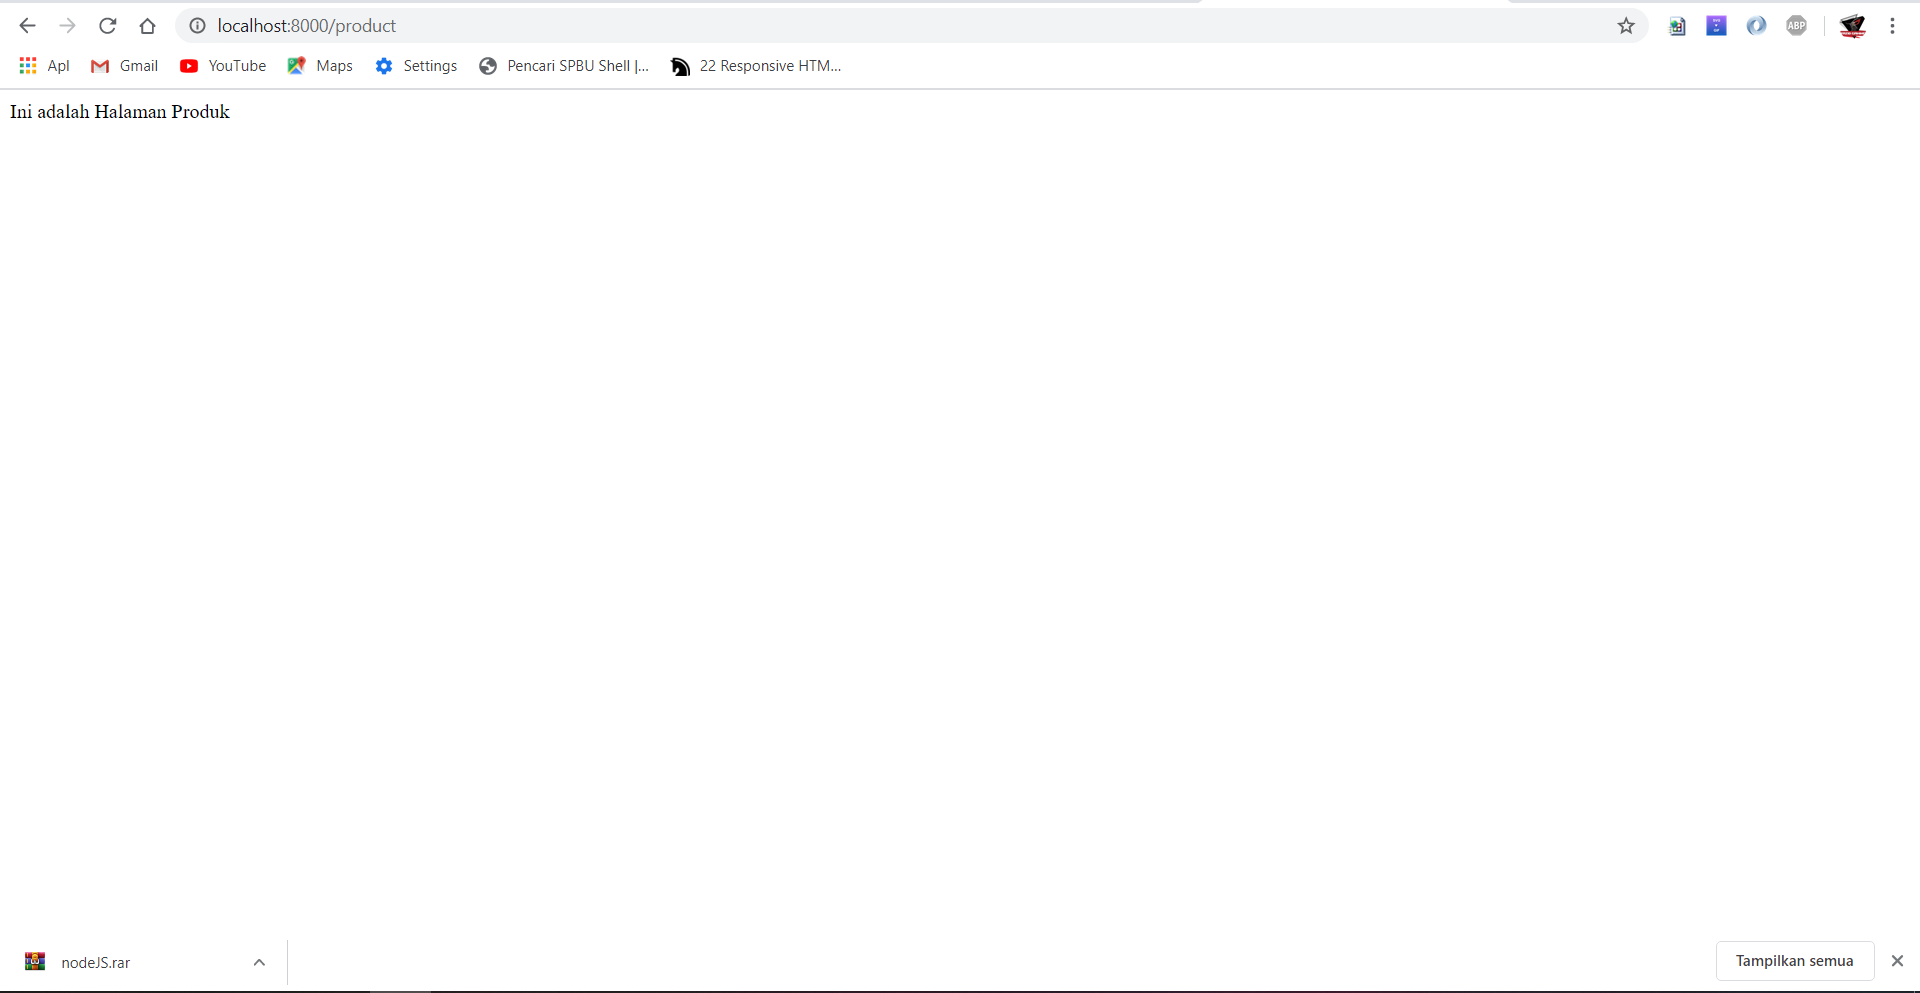 localhost:8000/product
ABP
Apl Gmail YouTube Maps Settings Pencari SPBU Shell |... 22 Responsive HTM...
Ini adalah Halaman Produk
nodeJS.rar
Tampilkan semua